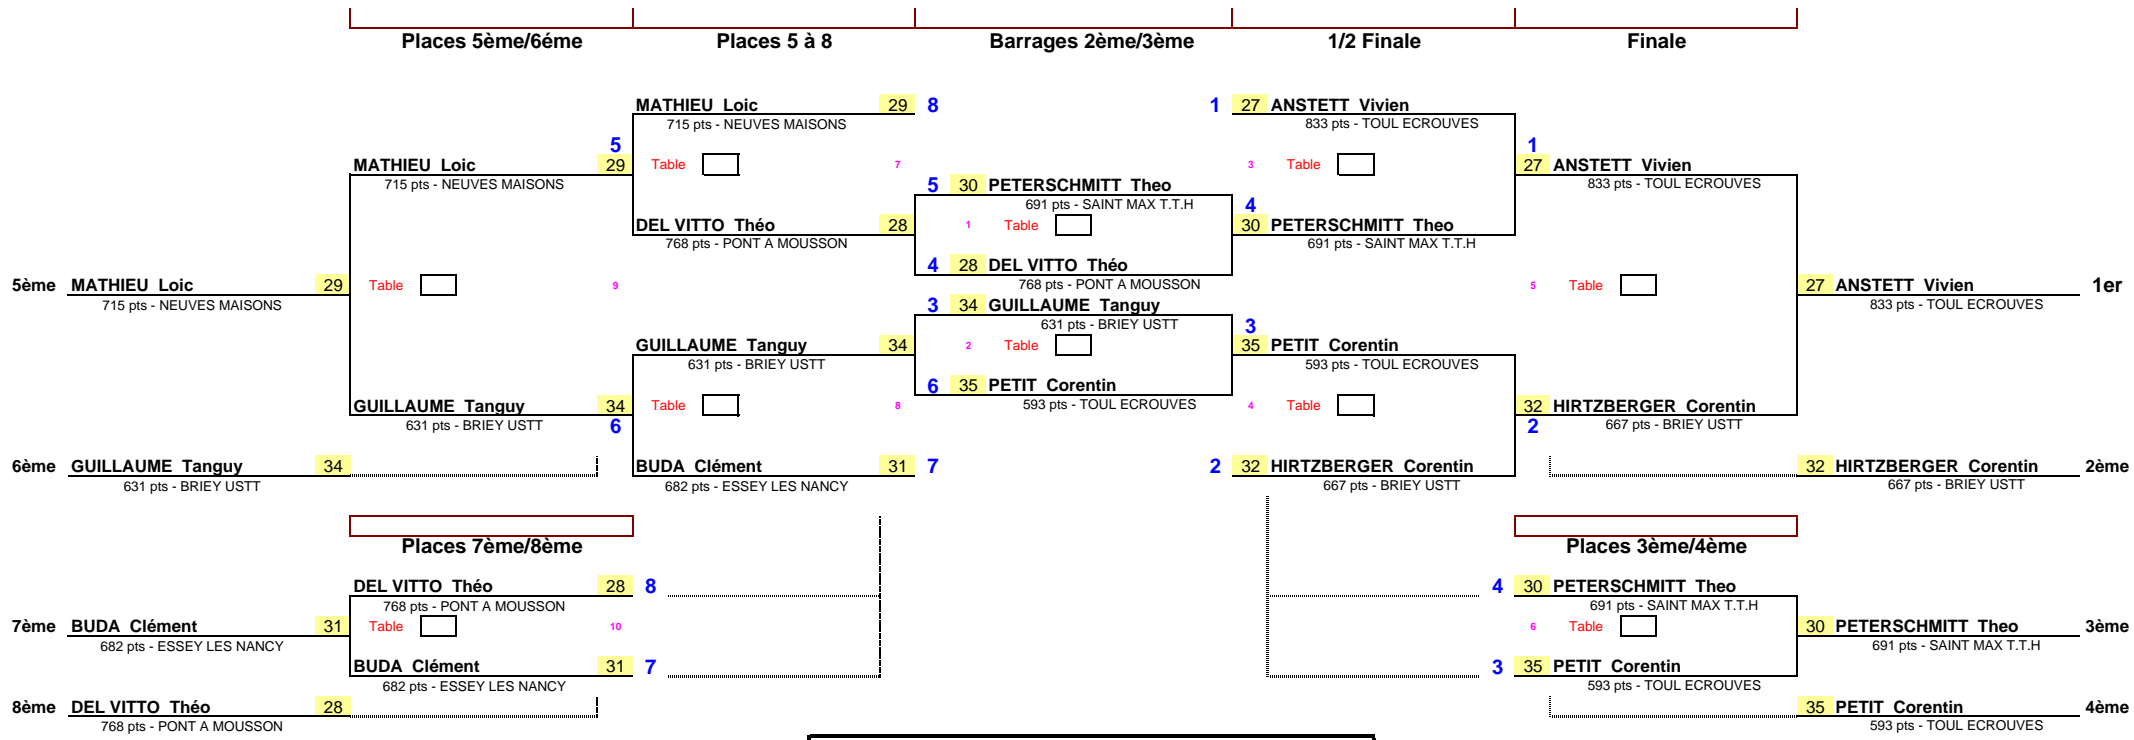 Places 5ème/6éme Places 5 à 8 Barrages 2ème/3ème 1/2 Finale Finale
MATHIEU Loic 29 8 1 27 ANSTETT Vivien
715 pts - NEUVES MAISONS 833 pts - TOUL ECROUVES
5 1
MATHIEU Loic 29 Table 7 3 Table 27 ANSTETT Vivien
715 pts - NEUVES MAISONS 5 30 PETERSCHMITT Theo 833 pts - TOUL ECROUVES
691 pts - SAINT MAX T.T.H 4
DEL VITTO Théo 28 1 Table 30 PETERSCHMITT Theo
768 pts - PONT A MOUSSON 691 pts - SAINT MAX T.T.H
4 28 DEL VITTO Théo
5ème MATHIEU Loic 29 Table 9 768 pts - PONT A MOUSSON 5 Table 27 ANSTETT Vivien 1er
715 pts - NEUVES MAISONS 3 34 GUILLAUME Tanguy 833 pts - TOUL ECROUVES
631 pts - BRIEY USTT 3
GUILLAUME Tanguy 34 2 Table 35 PETIT Corentin
631 pts - BRIEY USTT 593 pts - TOUL ECROUVES
6 35 PETIT Corentin
GUILLAUME Tanguy 34 Table 8 593 pts - TOUL ECROUVES 4 Table 32 HIRTZBERGER Corentin
631 pts - BRIEY USTT 6 2 667 pts - BRIEY USTT
6ème GUILLAUME Tanguy 34 BUDA Clément 31 7 2 32 HIRTZBERGER Corentin 32 HIRTZBERGER Corentin 2ème
631 pts - BRIEY USTT 682 pts - ESSEY LES NANCY 667 pts - BRIEY USTT 667 pts - BRIEY USTT
Places 7ème/8ème Places 3ème/4ème
DEL VITTO Théo 28 8 4 30 PETERSCHMITT Theo
768 pts - PONT A MOUSSON 691 pts - SAINT MAX T.T.H
7ème BUDA Clément 31 Table 10 6 Table 30 PETERSCHMITT Theo 3ème
682 pts - ESSEY LES NANCY 691 pts - SAINT MAX T.T.H
BUDA Clément 31 7 3 35 PETIT Corentin
682 pts - ESSEY LES NANCY 593 pts - TOUL ECROUVES
8ème DEL VITTO Théo 28 35 PETIT Corentin 4ème
768 pts - PONT A MOUSSON 593 pts - TOUL ECROUVES